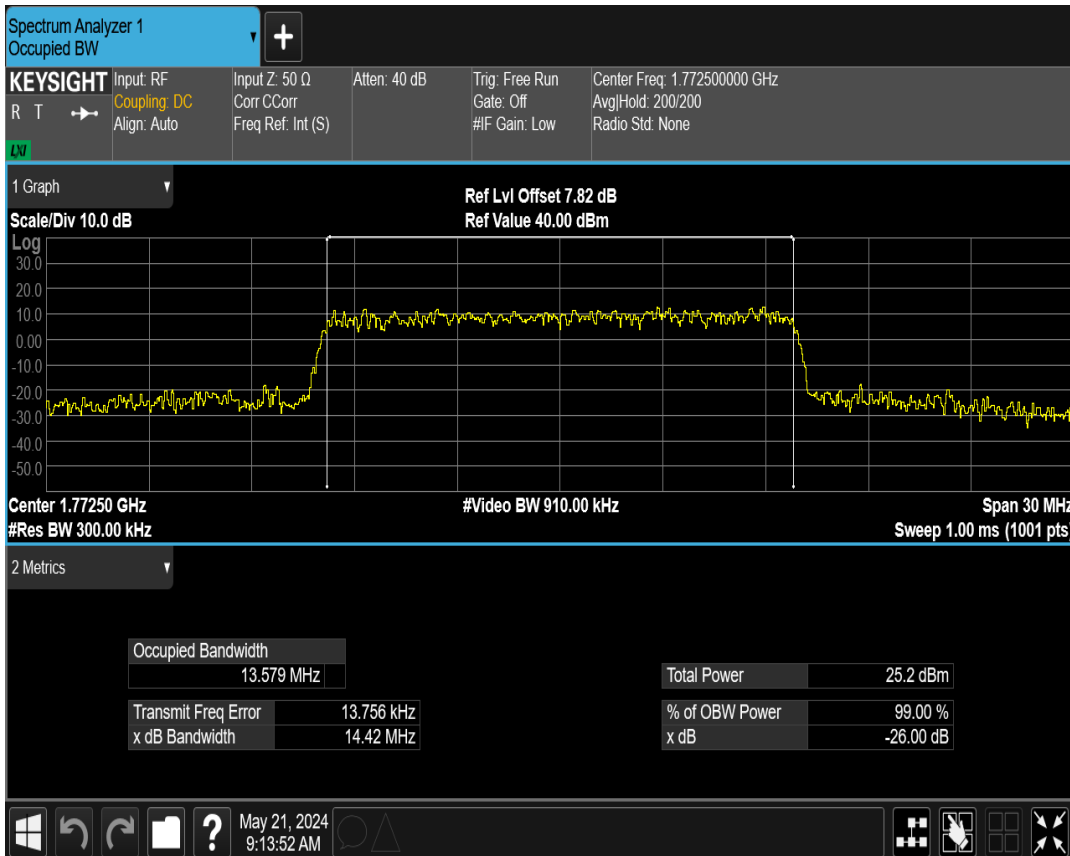 Spectrum Analyzer 1
Occupied BW
+
KEYSIGHT
R T
LXI
Input: RF
Coupling: DC
Align: Auto
Input Z: 50 Ω
Corr CCorr
Freq Ref: Int (S)
Atten: 40 dB
Trig: Free Run
Gate: Off
#IF Gain: Low
Center Freq: 1.772500000 GHz
Avg|Hold: 200/200
Radio Std: None
1 Graph
Scale/Div 10.0 dB
Ref Lvl Offset 7.82 dB
Ref Value 40.00 dBm
Log
30.0
20.0
10.0
0.00
-10.0
-20.0
-30.0
-40.0
-50.0
Center 1.77250 GHz
#Res BW 300.00 kHz
#Video BW 910.00 kHz
Span 30 MHz
Sweep 1.00 ms (1001 pts)
2 Metrics
Occupied Bandwidth
13.579 MHz
Transmit Freq Error 13.756 kHz
x dB Bandwidth 14.42 MHz
Total Power 25.2 dBm
% of OBW Power 99.00 %
x dB -26.00 dB
?
May 21, 2024
9:13:52 AM